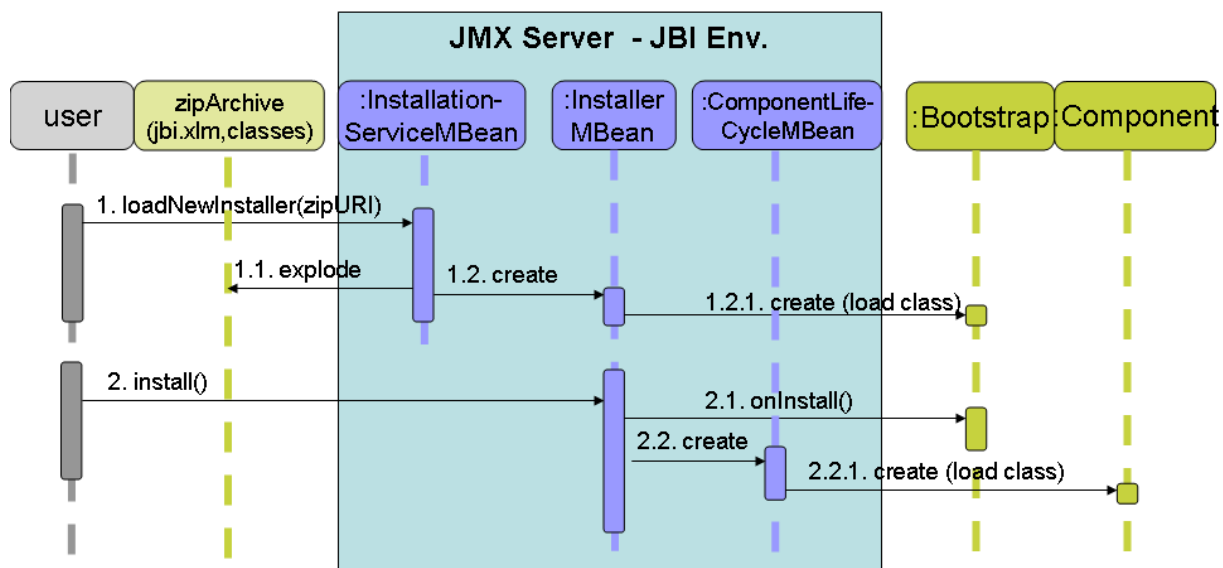 JMX Server - JBI Env.
user
zipArchive
(jbi.xlm,classes)
:Installation-
ServiceMBean
:Installer
MBean
:ComponentLife-
CycleMBean
:Bootstrap
:Component
1. loadNewInstaller(zipURI)
1.1. explode
1.2. create
1.2.1. create (load class)
2. install()
2.1. onInstall()
2.2. create
2.2.1. create (load class)